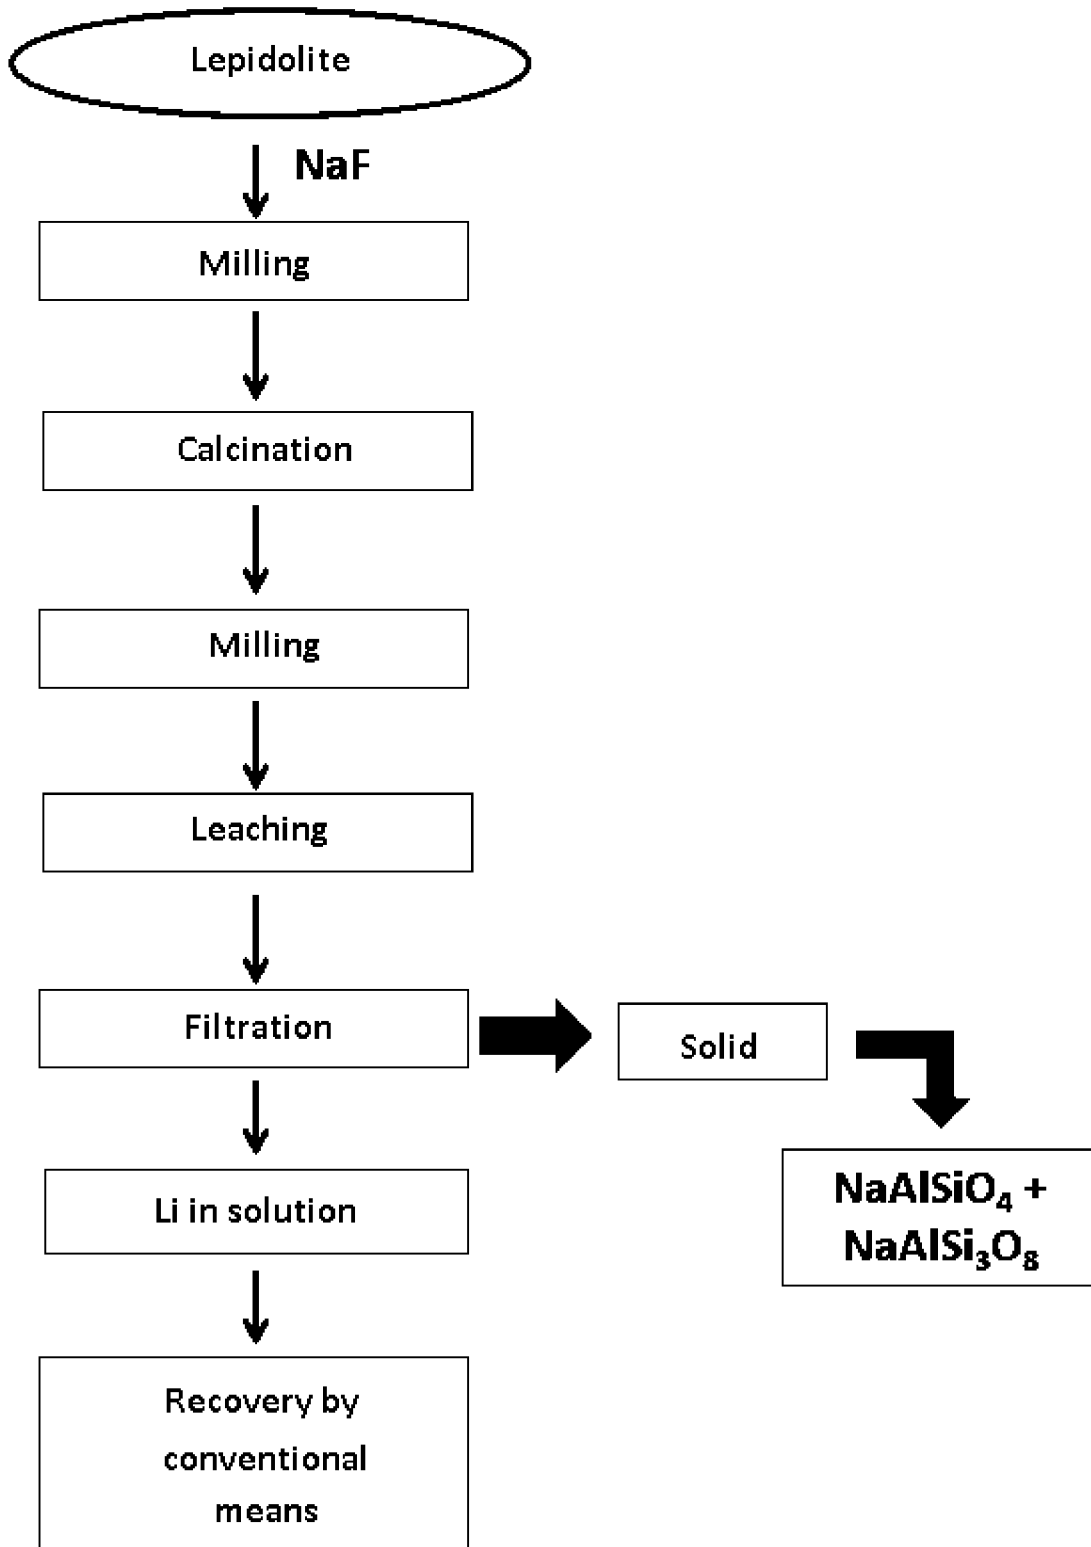 Lepidolite
NaF
Milling
Calcination
Milling
Leaching
Filtration
Solid
Li in solution
NaAlSiO₄ +
NaAlSi₃O₈
Recovery by
conventional
means